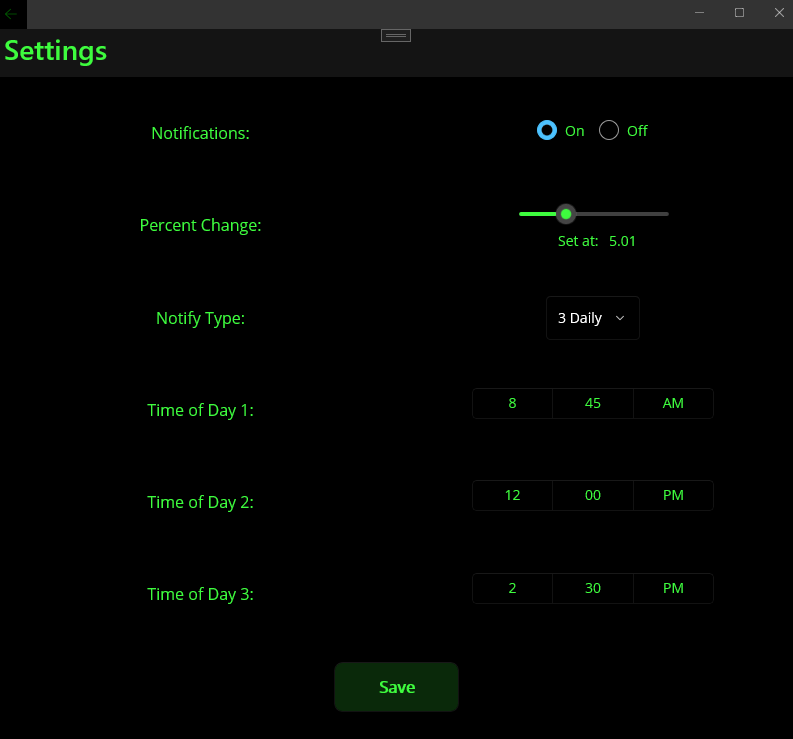 Settings
Notifications: On Off
Percent Change:
Set at: 5.01
Notify Type: 3 Daily
Time of Day 1: 8 45 AM
Time of Day 2: 12 00 PM
Time of Day 3: 2 30 PM
Save